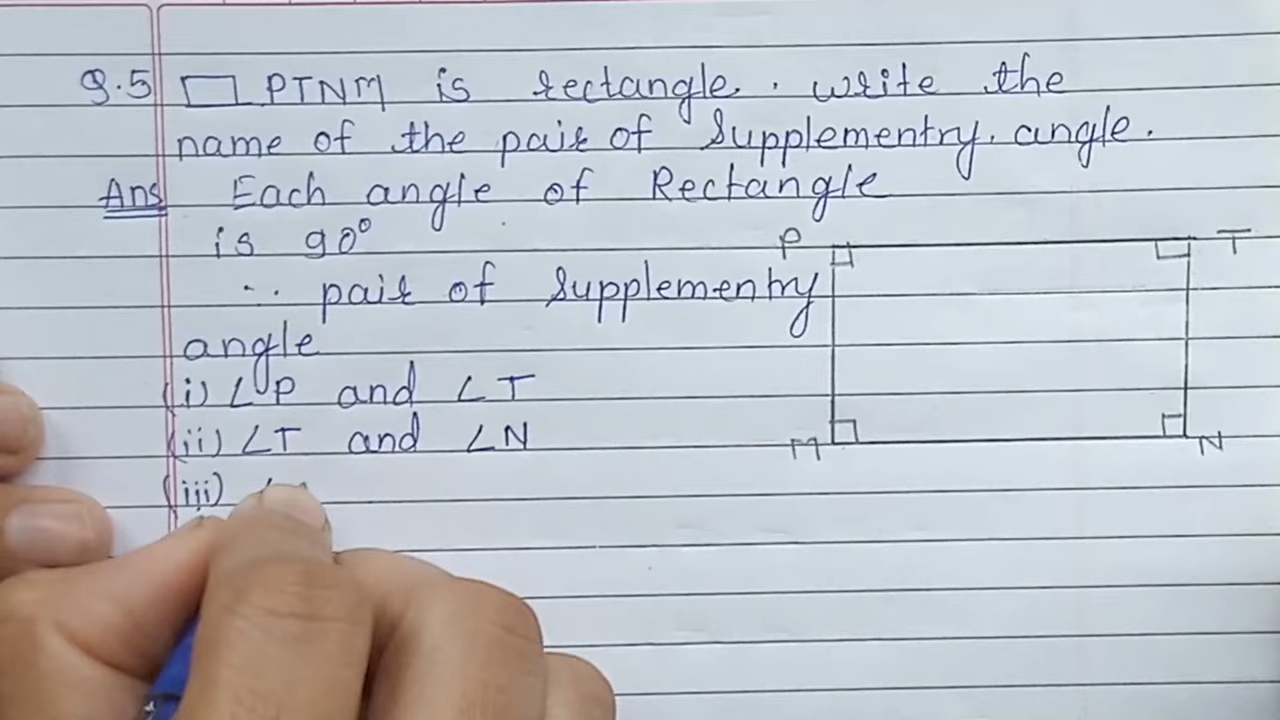 Q.5 □ PTNM is rectangle. write the
name of the pair of Supplementry. angle.
Ans Each angle of Rectangle
is 90°
∴ pair of Supplementry
angle
(i) ∠P and ∠T
(ii) ∠T and ∠N
(iii) ∠
P
T
M
N